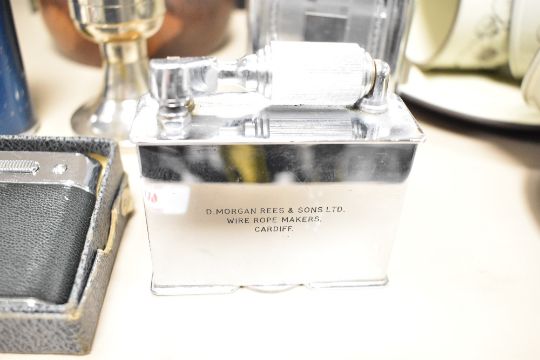 D. MORGAN REES & SONS LTD.
WIRE ROPE MAKERS,
CARDIFF.